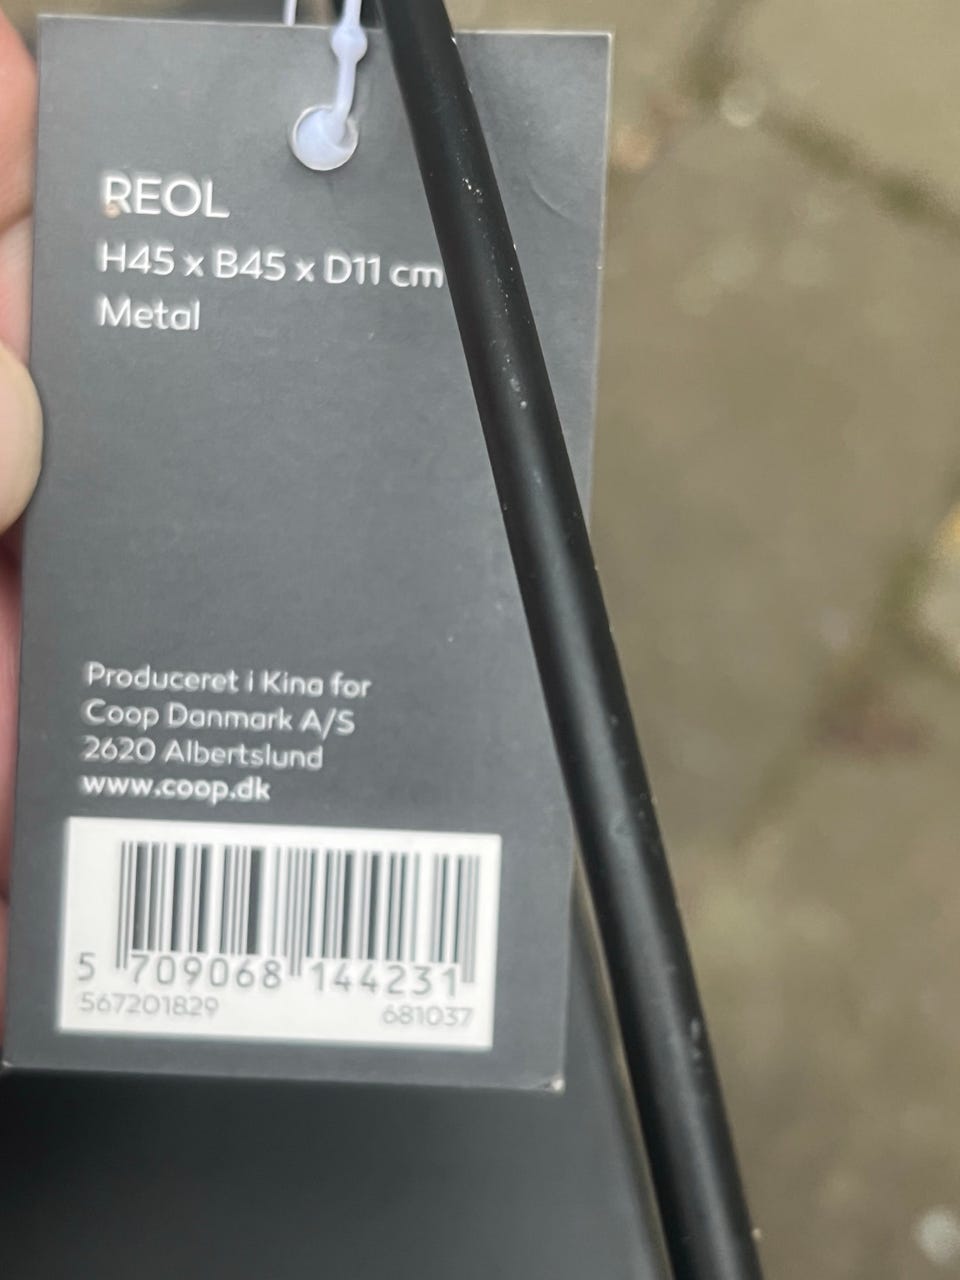 REOL
H45 x B45 x D11 cm
Metal
Produceret i Kina for
Coop Danmark A/S
2620 Albertslund
www.coop.dk
5 709068 144231
567201829 681037